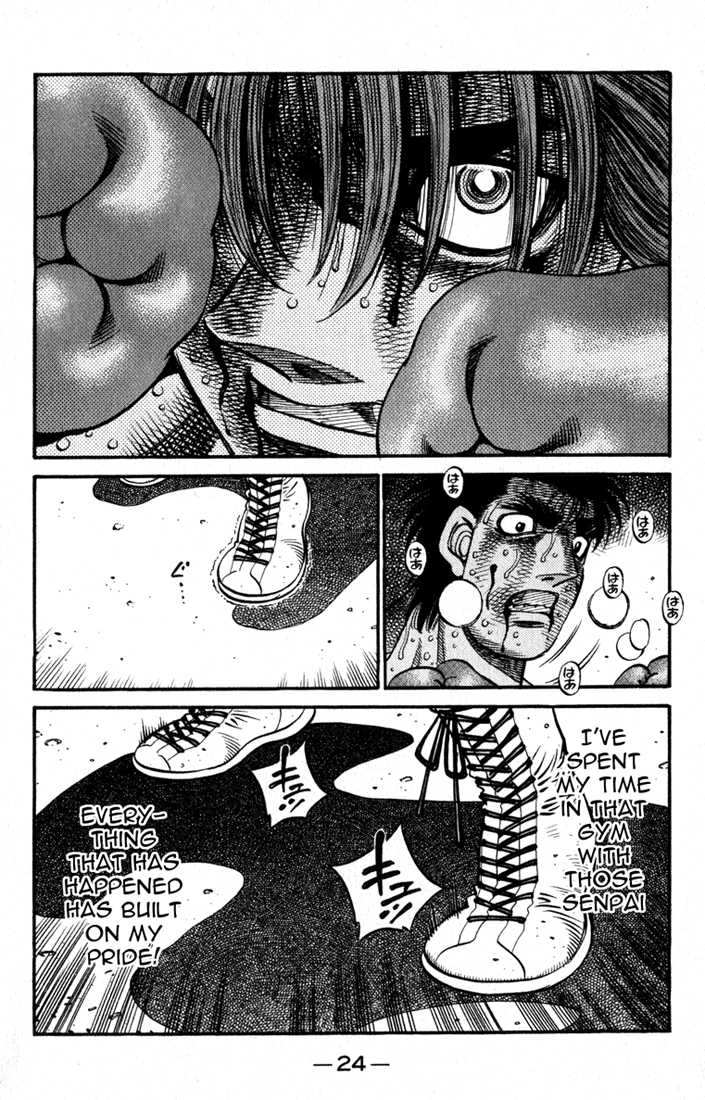 はあ
はあ
はあ
はあ
はあ
はあ
ぐ…
I'VE
SPENT
MY TIME
IN THAT
GYM
WITH
THOSE
SENPAI
キュッ
キュッ
EVERY-
THING
THAT HAS
HAPPENED
HAS BUILT
ON MY
PRIDE!
—24—